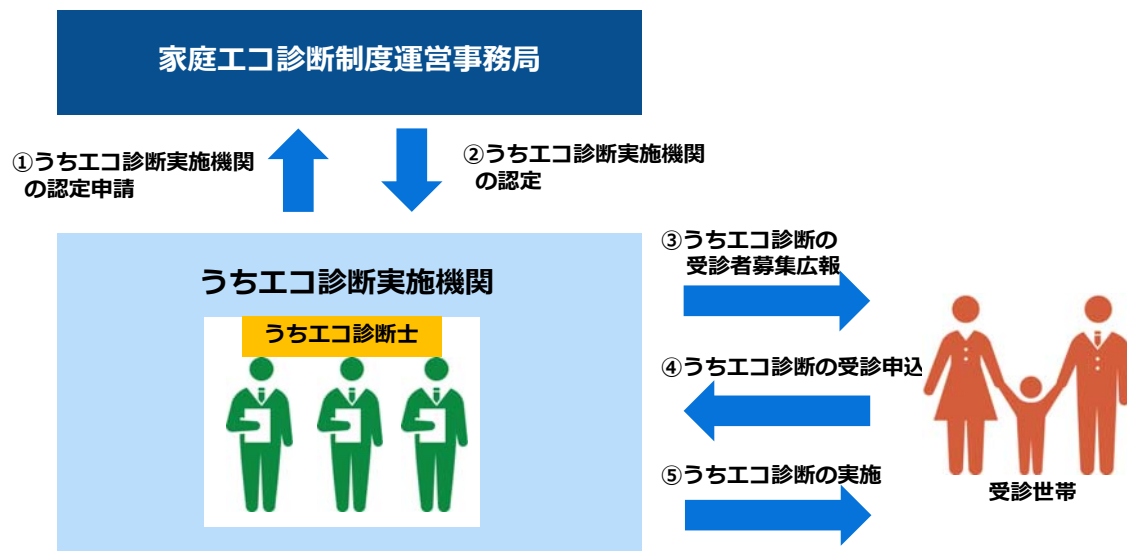 家庭エコ診断制度運営事務局
①うちエコ診断実施機関
の認定申請
②うちエコ診断実施機関
の認定
うちエコ診断実施機関
うちエコ診断士
③うちエコ診断の
受診者募集広報
④うちエコ診断の受診申込
⑤うちエコ診断の実施
受診世帯